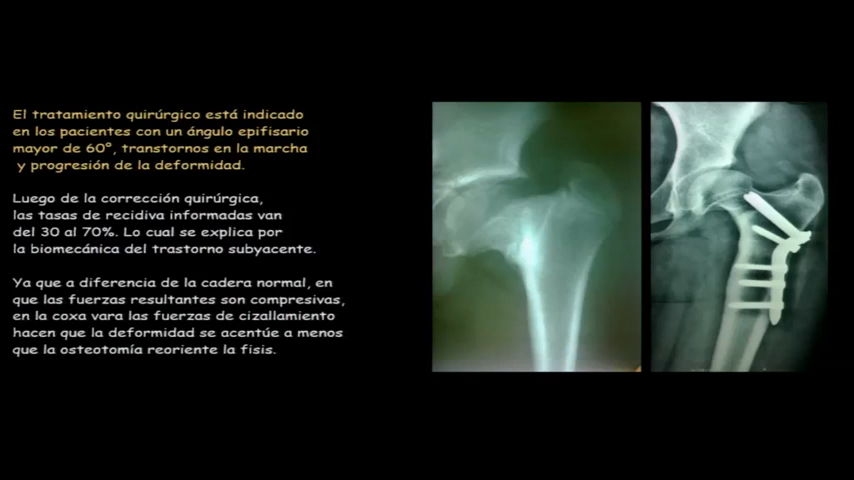 El tratamiento quirúrgico está indicado
en los pacientes con un ángulo epifisario
mayor de 60°, transtornos en la marcha
y progresión de la deformidad.
Luego de la corrección quirúrgica,
las tasas de recidiva informadas van
del 30 al 70%. Lo cual se explica por
la biomecánica del trastorno subyacente.
Ya que a diferencia de la cadera normal, en
que las fuerzas resultantes son compresivas,
en la coxa vara las fuerzas de cizallamiento
hacen que la deformidad se acentúe a menos
que la osteotomía reoriente la fisis.